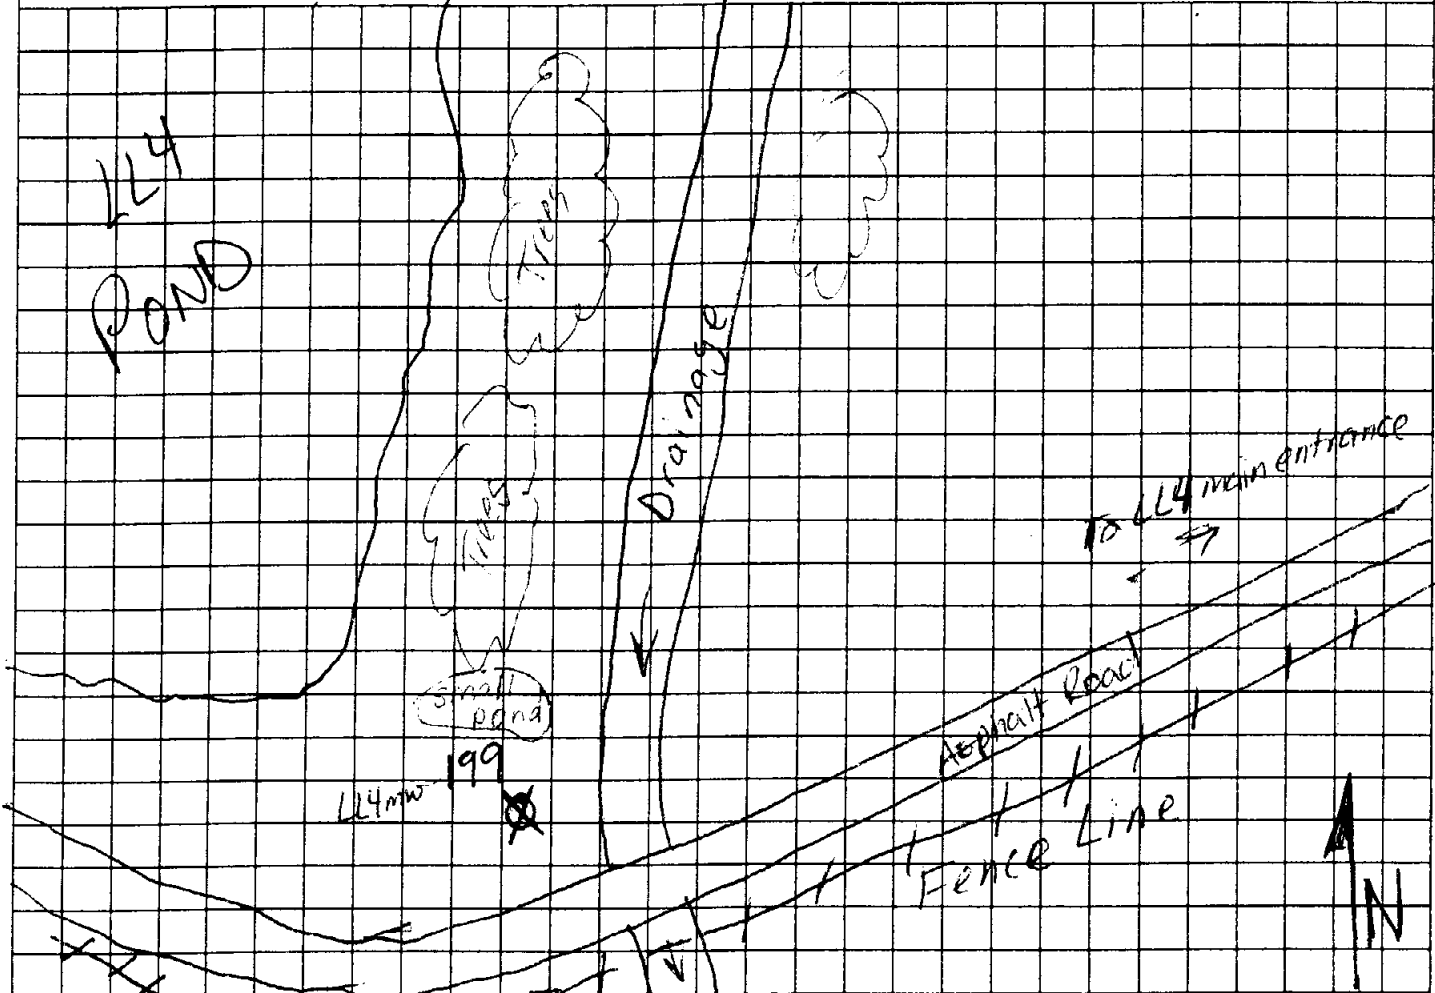 LL4
POND
Trees
Drainage
Trees
To LL4 main entrance
small
pond
Asphalt Road
LL4mw-199
Fence Line
N